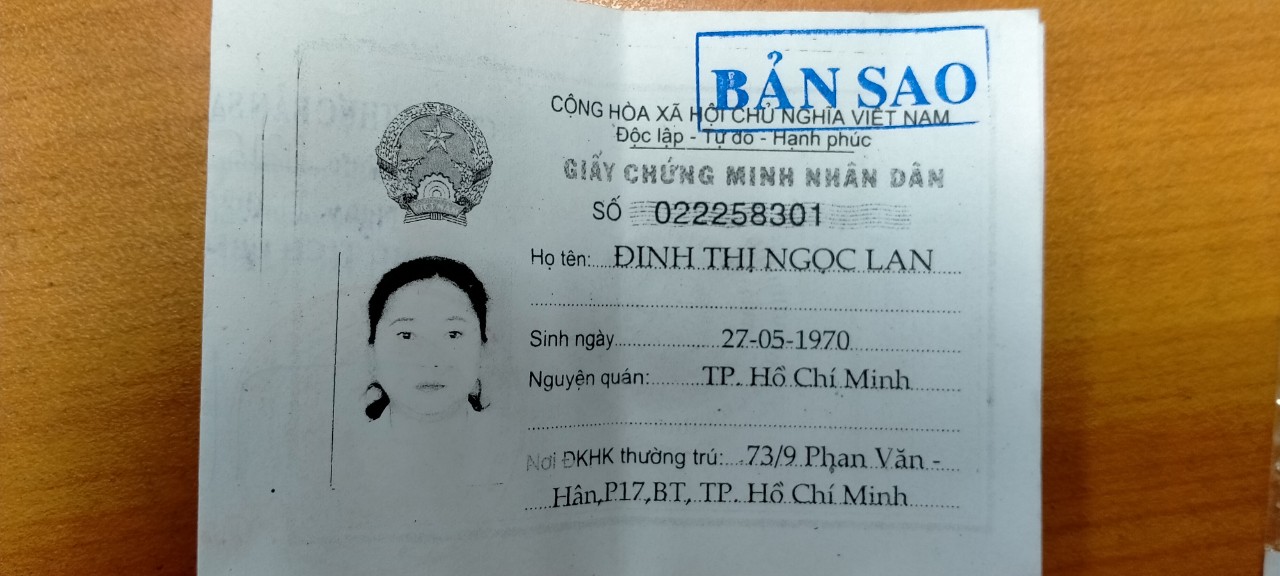 BẢN SAO
CỘNG HÒA XÃ HỘI CHỦ NGHĨA VIỆT NAM
Độc lập - Tự do - Hạnh phúc
GIẤY CHỨNG MINH NHÂN DÂN
SỐ 022258301
Họ tên: ĐINH THỊ NGỌC LAN
Sinh ngày 27-05-1970
Nguyên quán: TP. Hồ Chí Minh
Nơi ĐKHK thường trú: 73/9 Phan Văn -
Hân,P17,BT, TP. Hồ Chí Minh